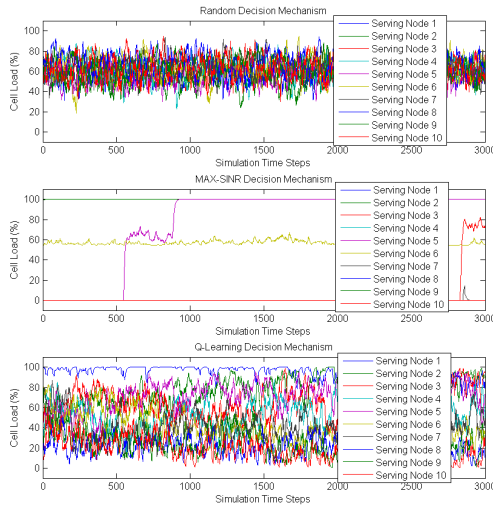 Random Decision Mechanism
Cell Load (%)
100
80
60
40
20
0
0
500
1000
1500
2000
3000
Simulation Time Steps
Serving Node 1
Serving Node 2
Serving Node 3
Serving Node 4
Serving Node 5
Serving Node 6
Serving Node 7
Serving Node 8
Serving Node 9
Serving Node 10
MAX-SINR Decision Mechanism
Cell Load (%)
100
80
60
40
20
0
0
500
1000
1500
2000
3000
Simulation Time Steps
Serving Node 1
Serving Node 2
Serving Node 3
Serving Node 4
Serving Node 5
Serving Node 6
Serving Node 7
Serving Node 8
Serving Node 9
Serving Node 10
Q-Learning Decision Mechanism
Cell Load (%)
100
80
60
40
20
0
0
500
1000
1500
2000
3000
Simulation Time Steps
Serving Node 1
Serving Node 2
Serving Node 3
Serving Node 4
Serving Node 5
Serving Node 6
Serving Node 7
Serving Node 8
Serving Node 9
Serving Node 10